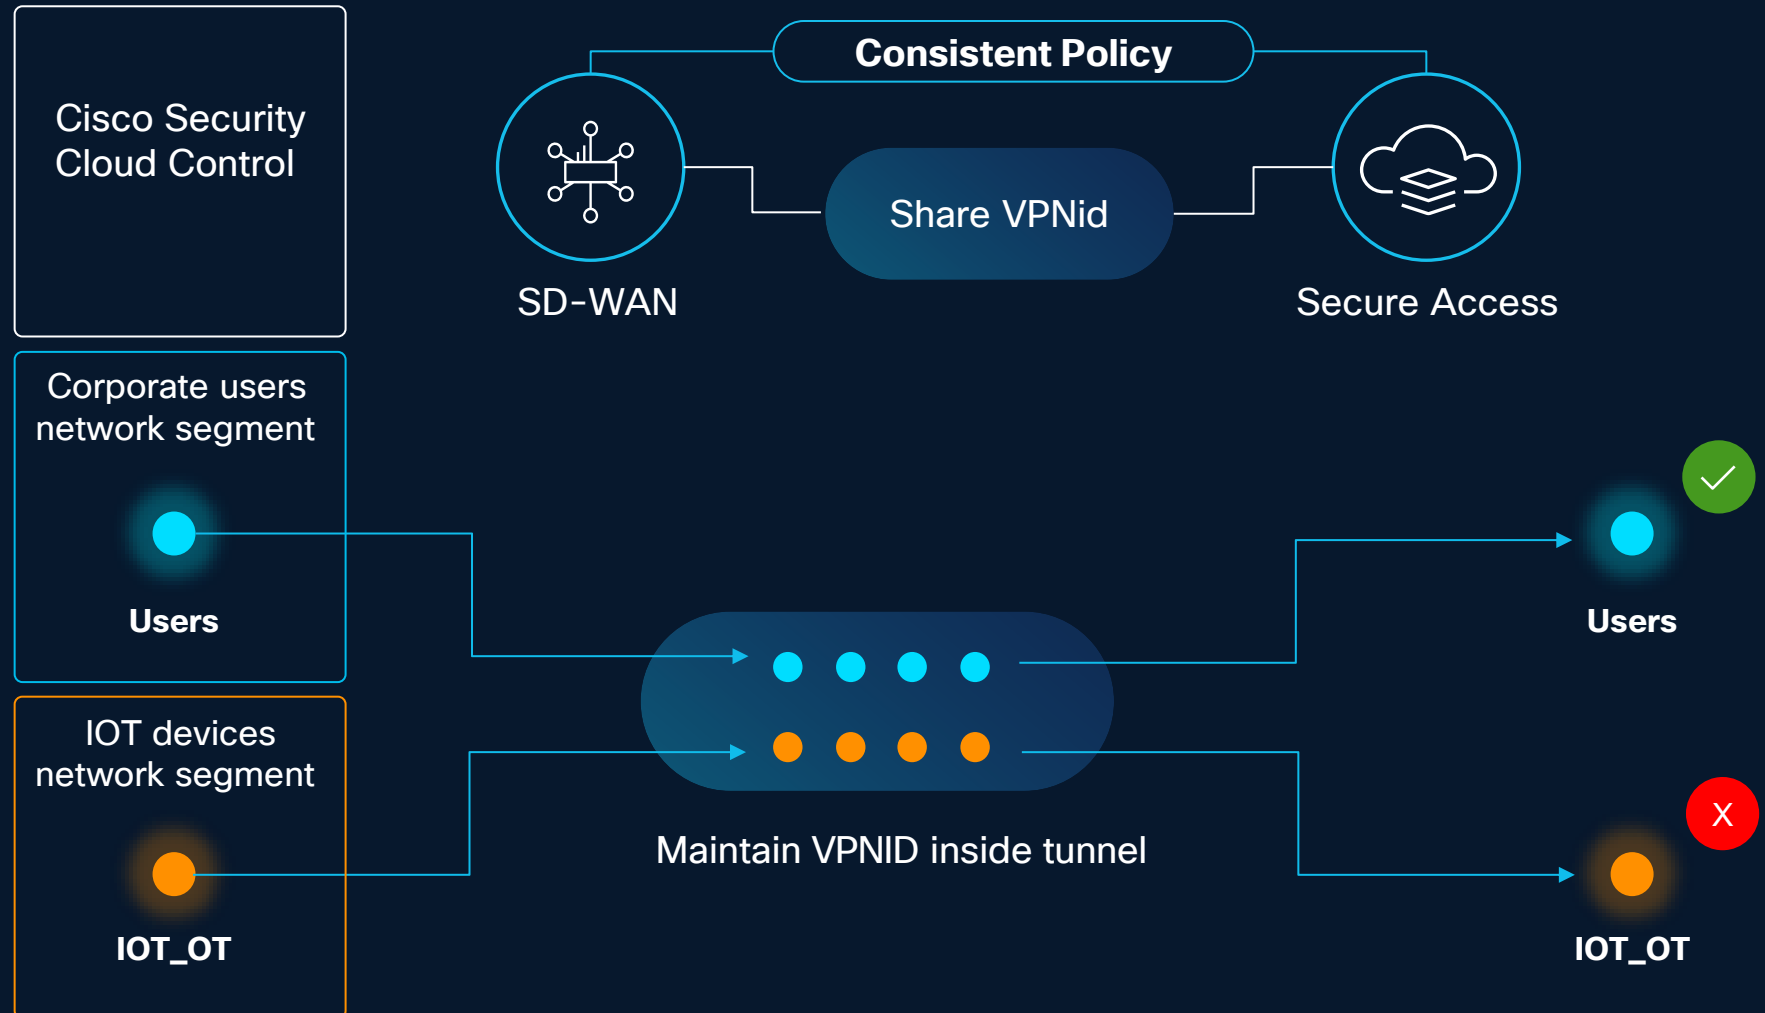 Cisco Security
Cloud Control
Consistent Policy
Share VPNid
SD-WAN
Secure Access
Corporate users
network segment
Users
Users
IOT devices
network segment
Maintain VPNID inside tunnel
X
IOT_OT
IOT_OT